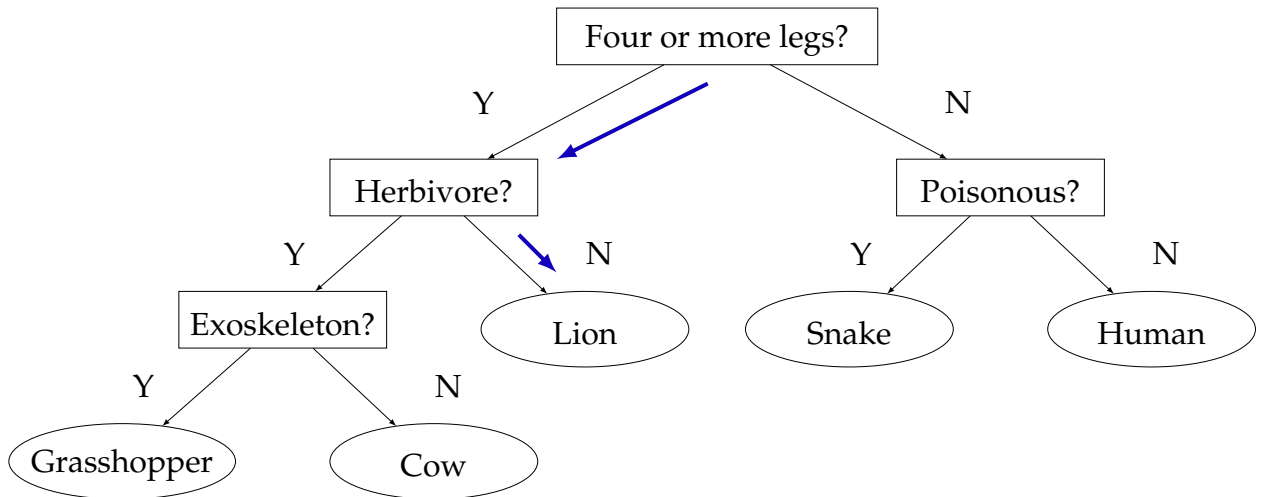 Four or more legs?
Y
N
Herbivore?
Poisonous?
Y
N
Y
N
Exoskeleton?
Lion
Snake
Human
Y
N
Grasshopper
Cow